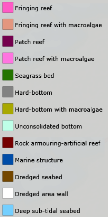 Fringing reef
Fringing reef with macroalgae
Patch reef
Patch reef with macroalgae
Seagrass bed
Hard-bottom
Hard-bottom with macroalgae
Unconsolidated bottom
Rock armouring-artificial reef
Marine structure
Dredged seabed
Dredged area wall
Deep sub-tidal seabed